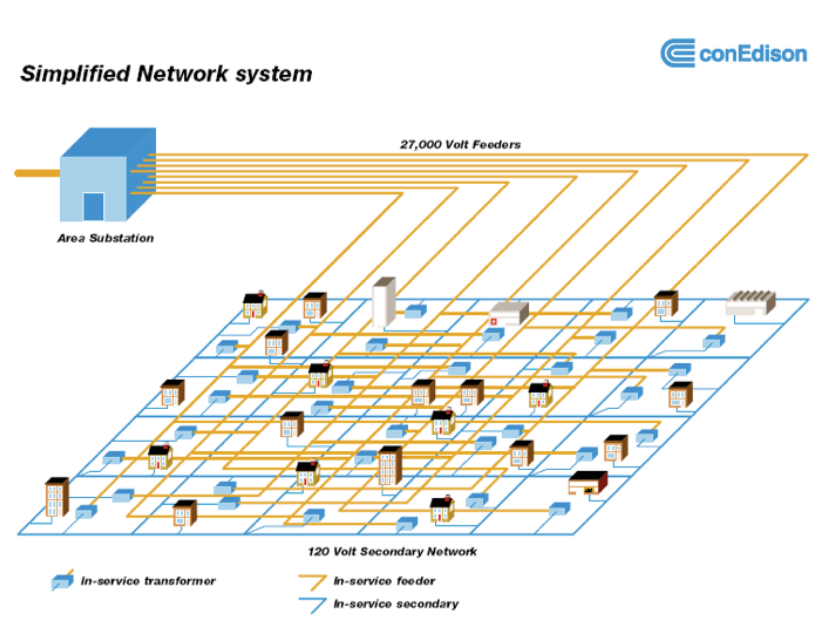 conEdison
Simplified Network system
27,000 Volt Feeders
Area Substation
120 Volt Secondary Network
In-service transformer
In-service feeder
In-service secondary